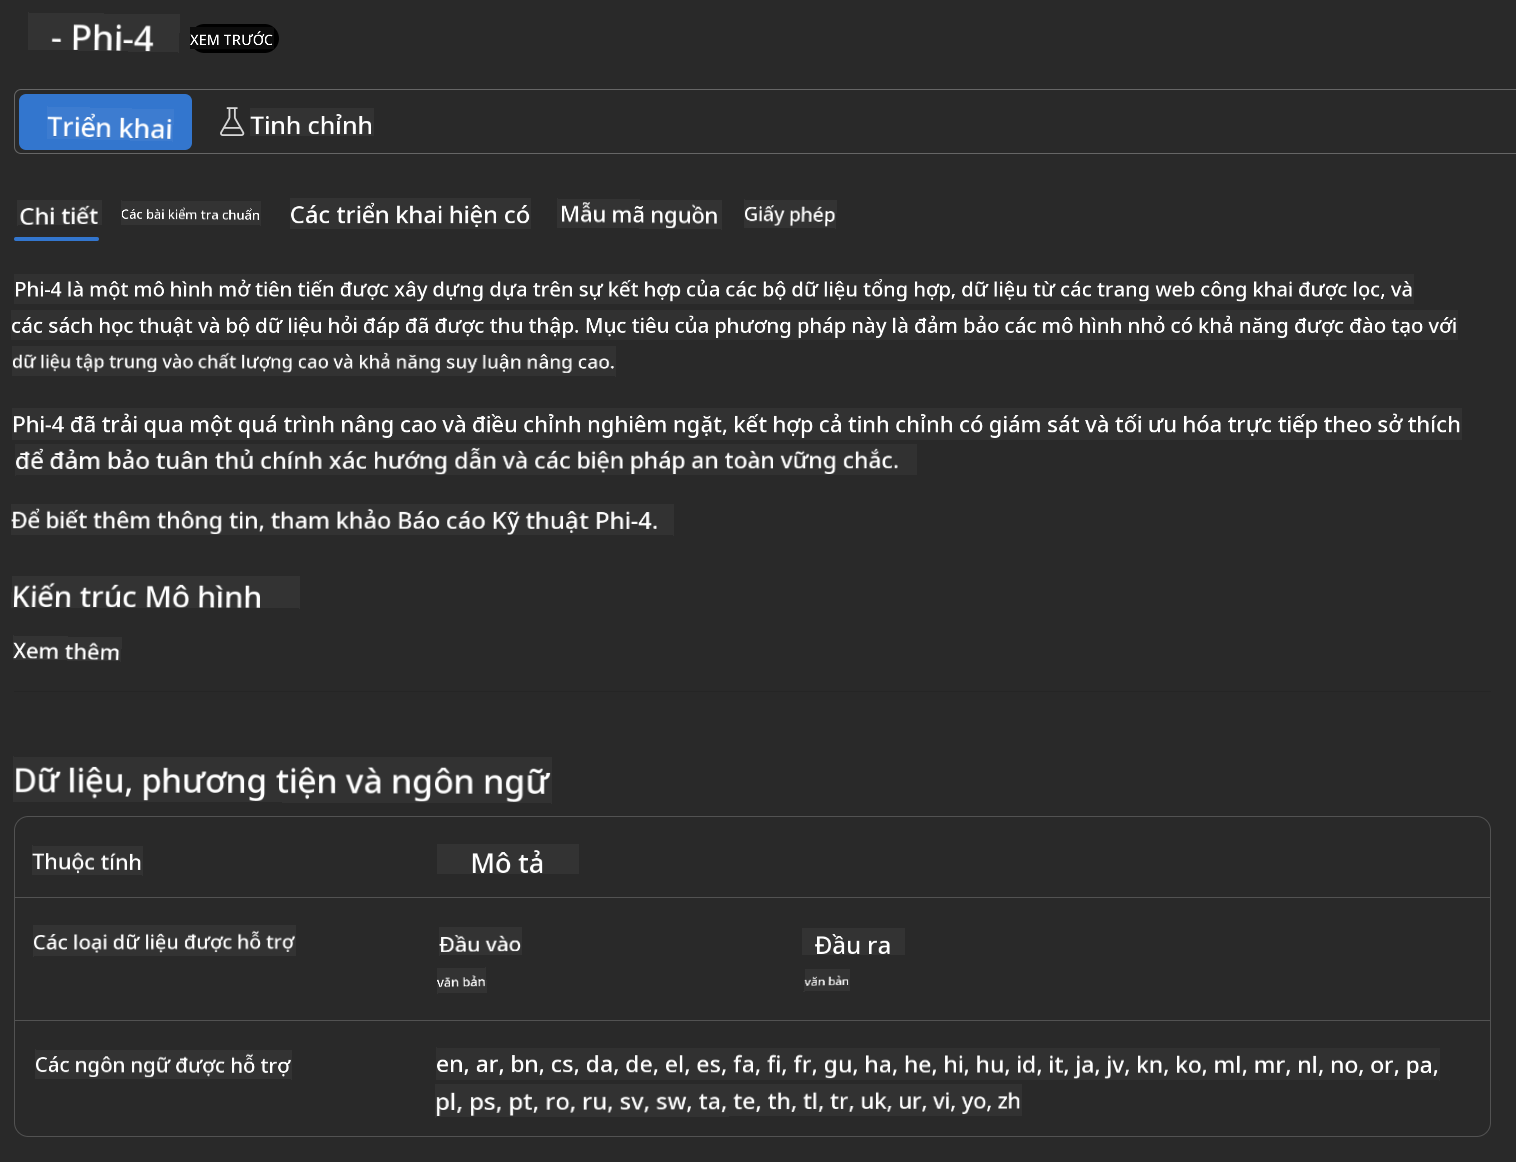 - Phi-4 XEM TRƯỚC
Triển khai Tinh chỉnh
Chi tiết Các bài kiểm tra chuẩn Các triển khai hiện có Mẫu mã nguồn Giấy phép
Phi-4 là một mô hình mở tiên tiến được xây dựng dựa trên sự kết hợp của các bộ dữ liệu tổng hợp, dữ liệu từ các trang web công khai được lọc, và
các sách học thuật và bộ dữ liệu hỏi đáp đã được thu thập. Mục tiêu của phương pháp này là đảm bảo các mô hình nhỏ có khả năng được đào tạo với
dữ liệu tập trung vào chất lượng cao và khả năng suy luận nâng cao.
Phi-4 đã trải qua một quá trình nâng cao và điều chỉnh nghiêm ngặt, kết hợp cả tinh chỉnh có giám sát và tối ưu hóa trực tiếp theo sở thích
để đảm bảo tuân thủ chính xác hướng dẫn và các biện pháp an toàn vững chắc.
Để biết thêm thông tin, tham khảo Báo cáo Kỹ thuật Phi-4.
Kiến trúc Mô hình
Xem thêm
Dữ liệu, phương tiện và ngôn ngữ
Thuộc tính Mô tả
Các loại dữ liệu được hỗ trợ Đầu vào Đầu ra
văn bản văn bản
Các ngôn ngữ được hỗ trợ en, ar, bn, cs, da, de, el, es, fa, fi, fr, gu, ha, he, hi, hu, id, it, ja, jv, kn, ko, ml, mr, nl, no, or, pa,
pl, ps, pt, ro, ru, sv, sw, ta, te, th, tl, tr, uk, ur, vi, yo, zh